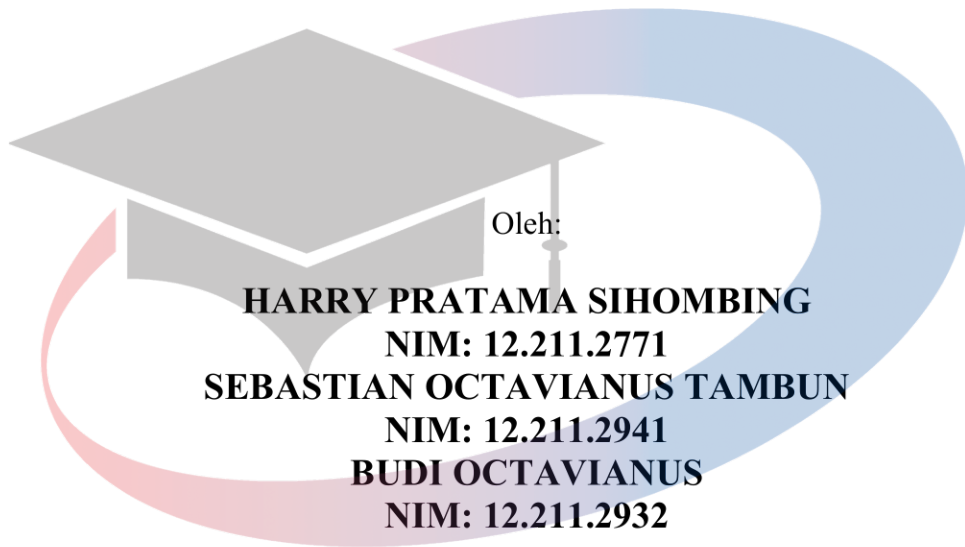 Oleh:
HARRY PRATAMA SIHOMBING
NIM: 12.211.2771
SEBASTIAN OCTAVIANUS TAMBUN
NIM: 12.211.2941
BUDI OCTAVIANUS
NIM: 12.211.2932